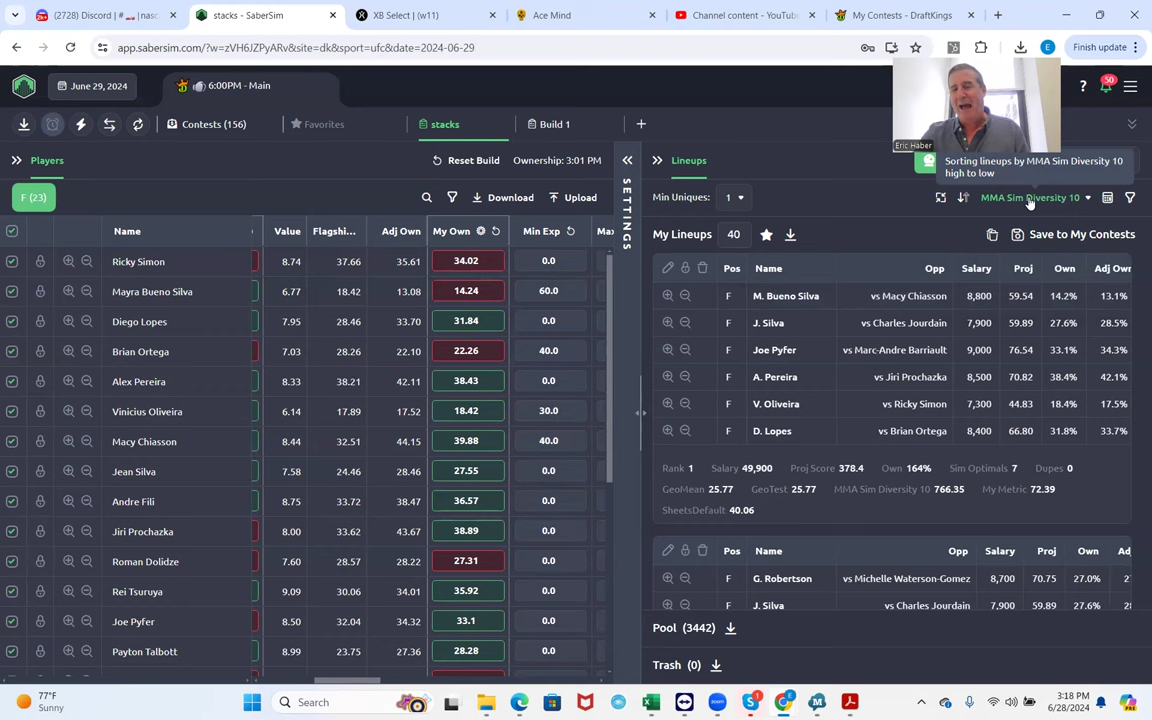 (2728) Discord | #
nasc
stacks - SaberSim
XB Select | (w11)
Ace Mind
Channel content - YouTub
My Contests - DraftKings
app.sabersim.com/?w=zVH6JZPyARv&site=dk&sport=ufc&date=2024-06-29
E
Finish update
June 29, 2024
6:00PM - Main
50
Eric Haber
Contests (156)
Favorites
stacks
Build 1
Sorting lineups by MMA Sim Diversity 10
high to low
Players
Reset Build
Ownership: 3:01 PM
Lineups
SETTINGS
F (23)
Download
Upload
Min Uniques: 1
MMA Sim Diversity 10
Name Value Flagshi... Adj Own My Own Min Exp Max
My Lineups 40
Save to My Contests
Ricky Simon 8.74 37.66 35.61 34.02 0.0
Mayra Bueno Silva 6.77 18.42 13.08 14.24 60.0
Diego Lopes 7.95 28.46 33.70 31.84 0.0
Brian Ortega 7.03 28.26 22.10 22.26 40.0
Alex Pereira 8.33 38.21 42.11 38.43 0.0
Vinicius Oliveira 6.14 17.89 17.52 18.42 30.0
Macy Chiasson 8.44 32.51 44.15 39.88 40.0
Jean Silva 7.58 24.46 28.46 27.55 0.0
Andre Fili 8.75 33.72 38.47 36.57 0.0
Jiri Prochazka 8.00 33.62 43.67 38.89 0.0
Roman Dolidze 7.60 28.57 28.22 27.31 0.0
Rei Tsuruya 9.09 30.06 41.01 35.92 0.0
Joe Pyfer 8.50 32.04 34.32 33.1 0.0
Payton Talbott 8.99 23.75 27.36 28.28 0.0
Pos Name Opp Salary Proj Own Adj Own
F M. Bueno Silva vs Macy Chiasson 8,800 59.54 14.2% 13.1%
F J. Silva vs Charles Jourdain 7,900 59.89 27.6% 28.5%
F Joe Pyfer vs Marc-Andre Barriault 9,000 76.54 33.1% 34.3%
F A. Pereira vs Jiri Prochazka 8,500 70.82 38.4% 42.1%
F V. Oliveira vs Ricky Simon 7,300 44.83 18.4% 17.5%
F D. Lopes vs Brian Ortega 8,400 66.80 31.8% 33.7%
Rank 1 Salary 49,900 Proj Score 378.4 Own 164% Sim Optimals 7 Dupes 0
GeoMean 25.77 GeoTest 25.77 MMA Sim Diversity 10 766.35 My Metric 72.39
SheetsDefault 40.06
Pos Name Opp Salary Proj Own Adj
F G. Robertson vs Michelle Waterson-Gomez 8,700 70.75 27.0%
F J. Silva vs Charles Jourdain 7,900 59.89 27.6%
Pool (3442)
Trash (0)
77°F
Sunny
Search
3:18 PM
6/28/2024